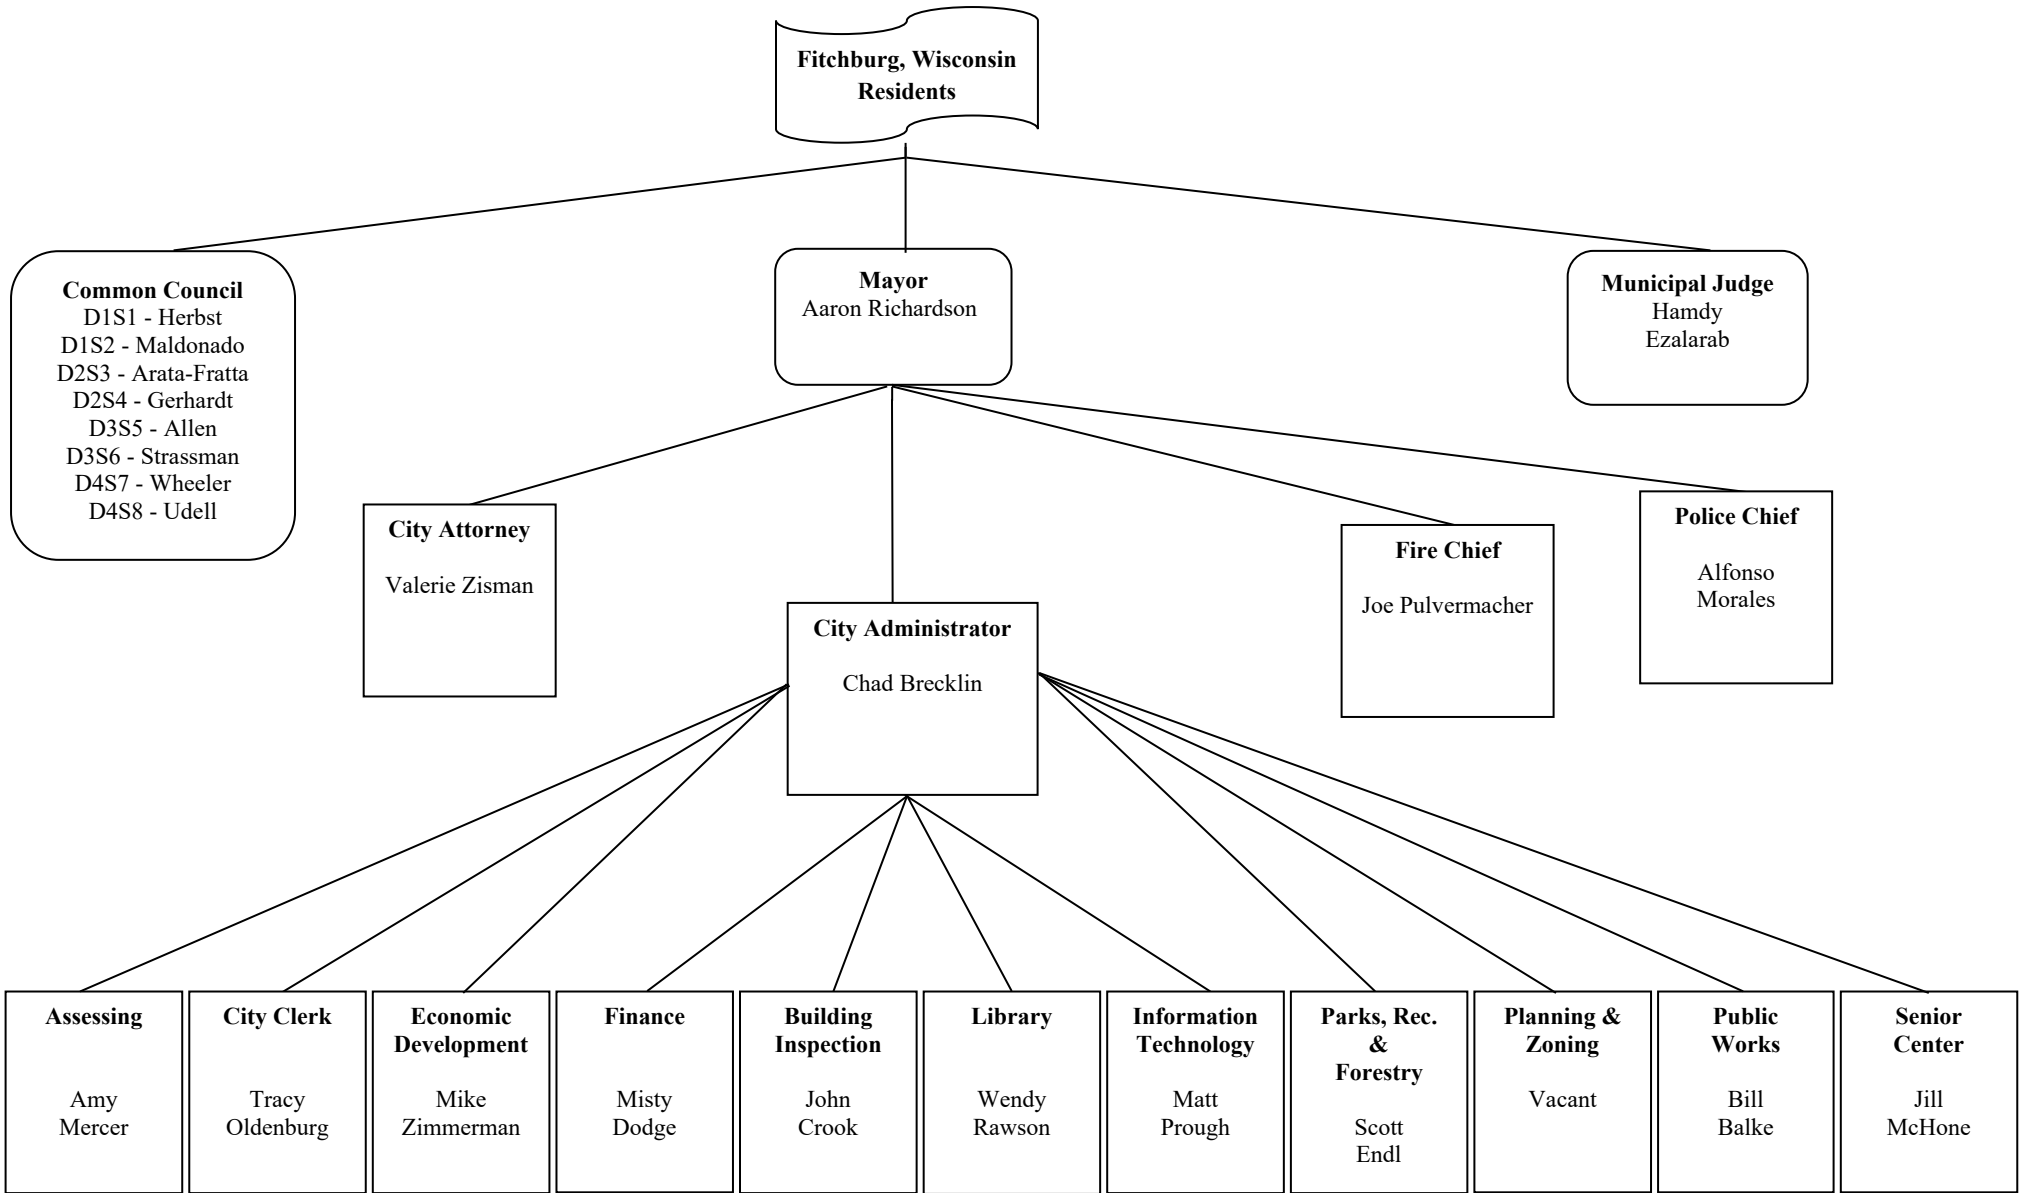 Fitchburg, Wisconsin
Residents
Common Council
D1S1 - Herbst
D1S2 - Maldonado
D2S3 - Arata-Fratta
D2S4 - Gerhardt
D3S5 - Allen
D3S6 - Strassman
D4S7 - Wheeler
D4S8 - Udell
Mayor
Aaron Richardson
Municipal Judge
Hamdy
Ezalarab
City Attorney
Valerie Zisman
City Administrator
Chad Brecklin
Fire Chief
Joe Pulvermacher
Police Chief
Alfonso
Morales
Assessing
Amy
Mercer
City Clerk
Tracy
Oldenburg
Economic
Development
Mike
Zimmerman
Finance
Misty
Dodge
Building
Inspection
John
Crook
Library
Wendy
Rawson
Information
Technology
Matt
Prough
Parks, Rec.
&
Forestry
Scott
Endl
Planning &
Zoning
Vacant
Public
Works
Bill
Balke
Senior
Center
Jill
McHone